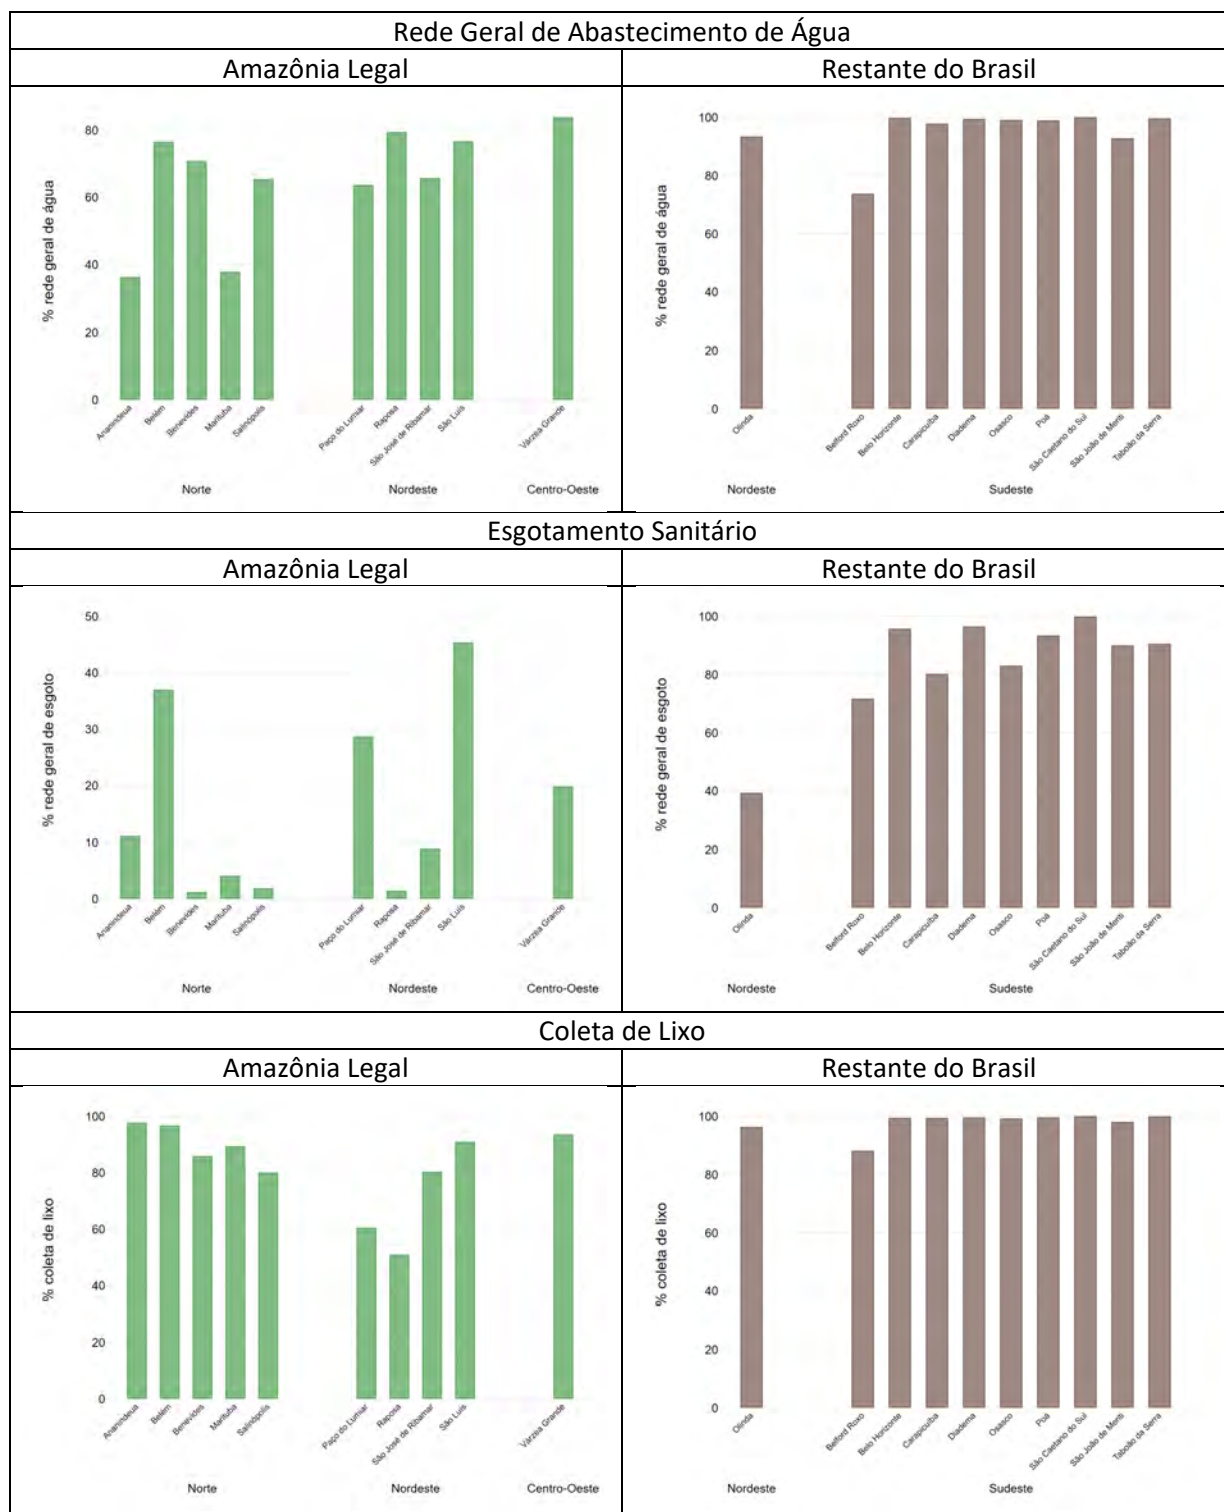 Rede Geral de Abastecimento de Água
Amazônia Legal
Restante do Brasil
% rede geral de água
80
60
40
20
0
Ananindeua
Belém
Benevides
Marituba
Salinópolis
Paço do Lumiar
Raposa
São José de Ribamar
São Luís
Várzea Grande
Norte
Nordeste
Centro-Oeste
% rede geral de água
100
80
60
40
20
0
Olinda
Belford Roxo
Belo Horizonte
Carapicuíba
Diadema
Osasco
Poá
São Caetano do Sul
São João de Meriti
Taboão da Serra
Nordeste
Sudeste
Esgotamento Sanitário
Amazônia Legal
Restante do Brasil
% rede geral de esgoto
50
40
30
20
10
0
Ananindeua
Belém
Benevides
Marituba
Salinópolis
Paço do Lumiar
Raposa
São José de Ribamar
São Luís
Várzea Grande
Norte
Nordeste
Centro-Oeste
% rede geral de esgoto
100
80
60
40
20
0
Olinda
Belford Roxo
Belo Horizonte
Carapicuíba
Diadema
Osasco
Poá
São Caetano do Sul
São João de Meriti
Taboão da Serra
Nordeste
Sudeste
Coleta de Lixo
Amazônia Legal
Restante do Brasil
% coleta de lixo
100
80
60
40
20
0
Ananindeua
Belém
Benevides
Marituba
Salinópolis
Paço do Lumiar
Raposa
São José de Ribamar
São Luís
Várzea Grande
Norte
Nordeste
Centro-Oeste
% coleta de lixo
100
80
60
40
20
0
Olinda
Belford Roxo
Belo Horizonte
Carapicuíba
Diadema
Osasco
Poá
São Caetano do Sul
São João de Meriti
Taboão da Serra
Nordeste
Sudeste